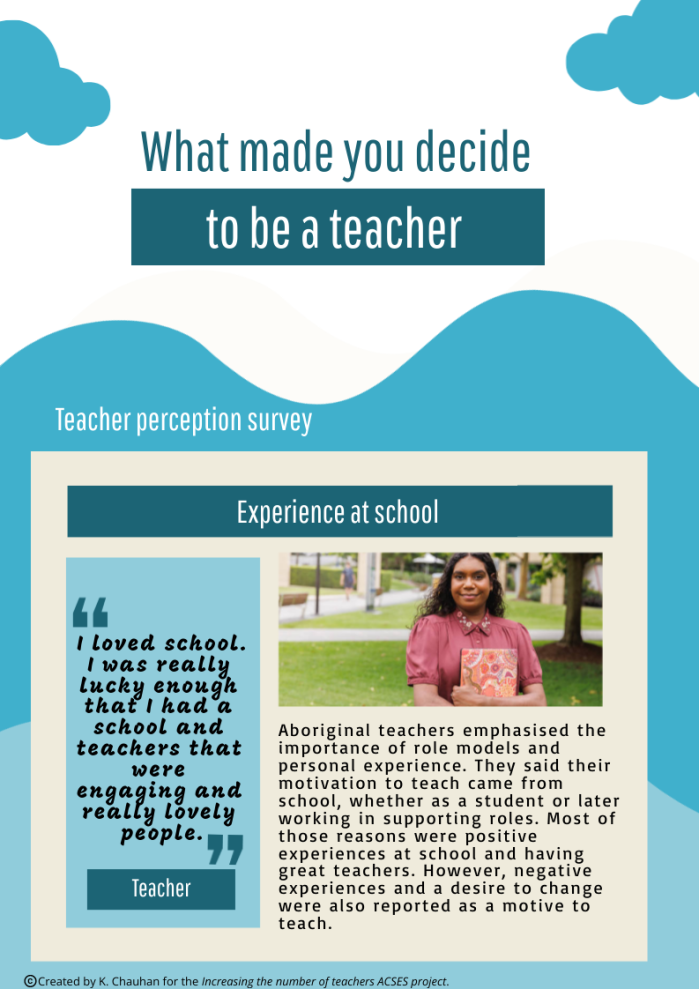 What made you decide
to be a teacher
Teacher perception survey
Experience at school
“
I loved school.
I was really
lucky enough
that I had a
school and
teachers that
were
engaging and
really lovely
people.
”
Teacher
Aboriginal teachers emphasised the
importance of role models and
personal experience. They said their
motivation to teach came from
school, whether as a student or later
working in supporting roles. Most of
those reasons were positive
experiences at school and having
great teachers. However, negative
experiences and a desire to change
were also reported as a motive to
teach.
©Created by K. Chauhan for the Increasing the number of teachers ACSES project.